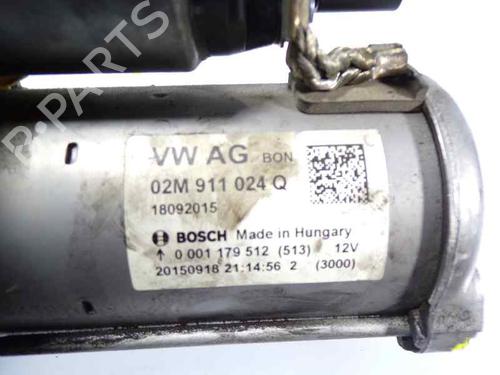 B-PARTS
VW AG BON
02M 911 024 Q
18092015
BOSCH Made in Hungary
↑ 0 001 179 512 (513) 12V
20150918 21:14:56 2 (3000)